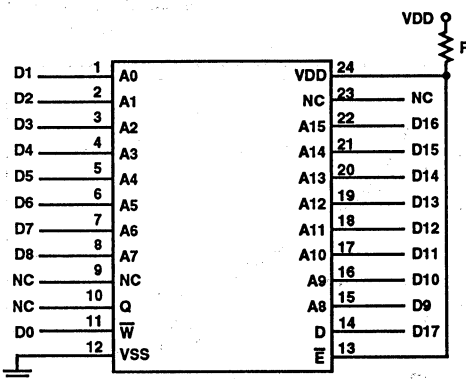 VDD
R
D1 1 A0 VDD 24
D2 2 A1 NC 23 NC
D3 3 A2 A15 22 D16
D4 4 A3 A14 21 D15
D5 5 A4 A13 20 D14
D6 6 A5 A12 19 D13
D7 7 A6 A11 18 D12
D8 8 A7 A10 17 D11
NC 9 NC A9 16 D10
NC 10 Q A8 15 D9
D0 11 W̅ D 14 D17
12 VSS E̅ 13